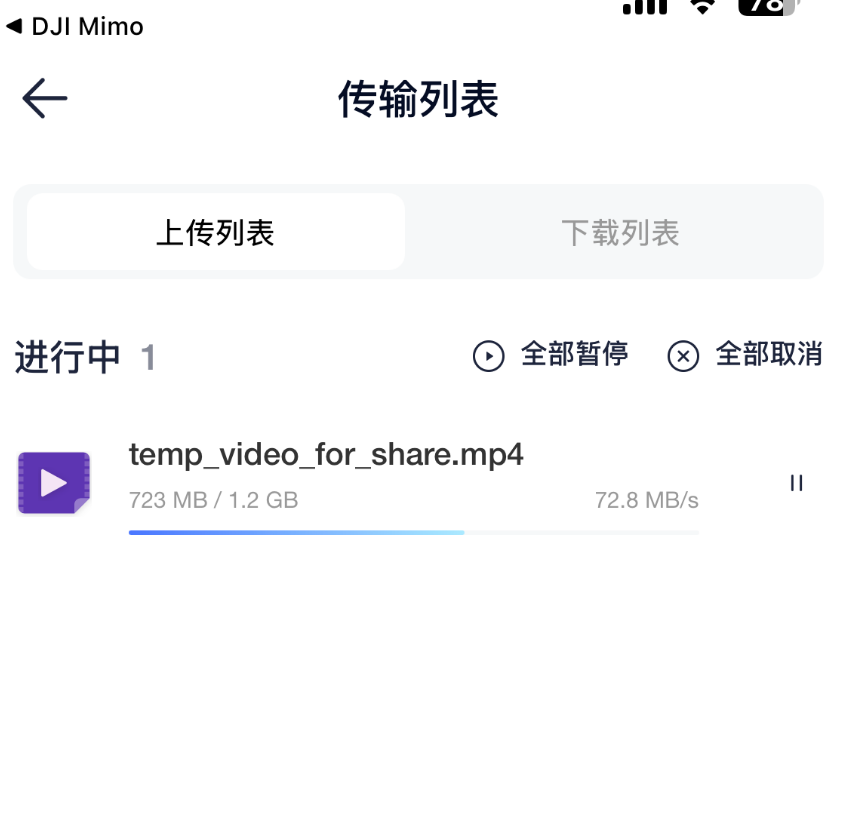 ◀ DJI Mimo
传输列表
上传列表 下载列表
进行中 1 全部暂停 全部取消
temp_video_for_share.mp4
723 MB / 1.2 GB 72.8 MB/s